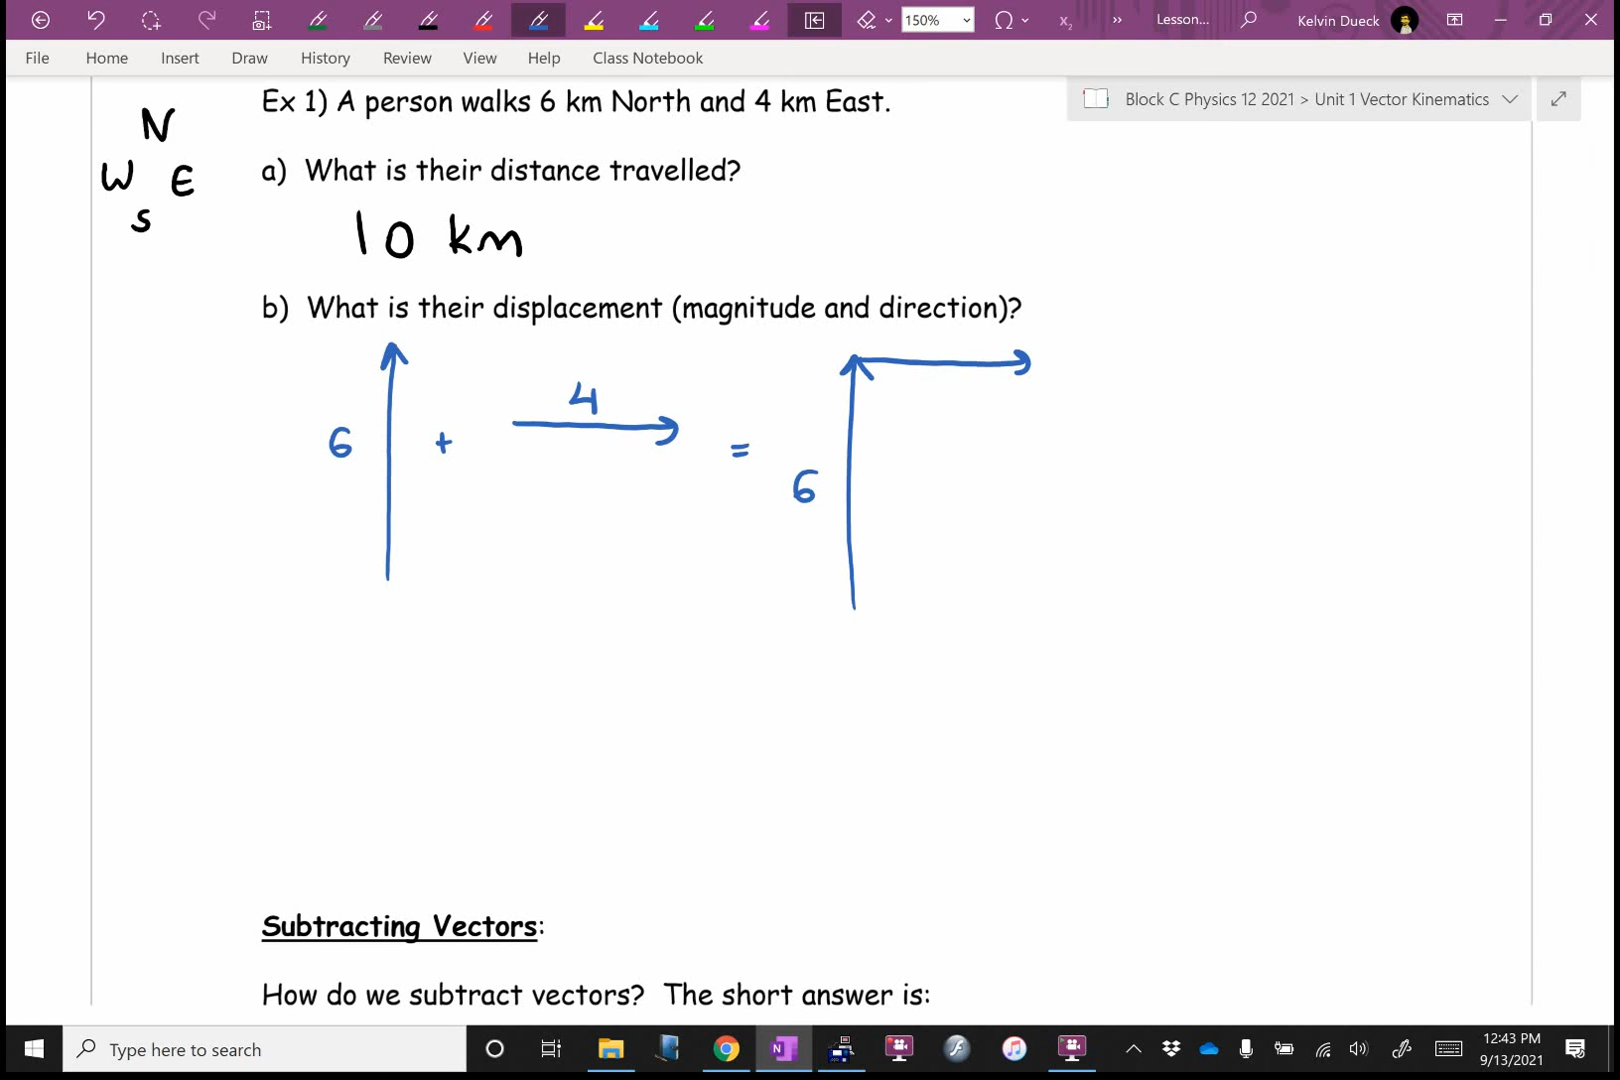 150%
x₂
Lesson...
Kelvin Dueck
File Home Insert Draw History Review View Help Class Notebook
Block C Physics 12 2021 > Unit 1 Vector Kinematics
Ex 1) A person walks 6 km North and 4 km East.
N
W E
S
a) What is their distance travelled?
10 km
b) What is their displacement (magnitude and direction)?
6 + 4 = 6
Subtracting Vectors:
How do we subtract vectors? The short answer is:
Type here to search
12:43 PM
9/13/2021